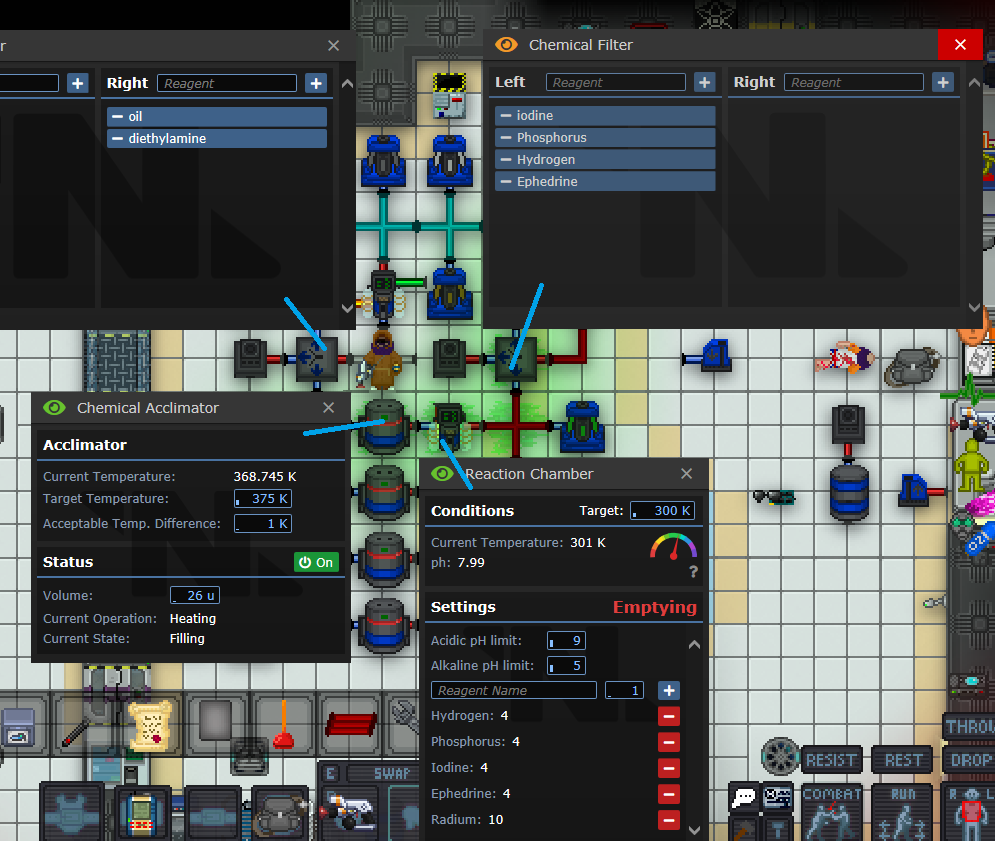 r
Right
Reagent
oil
diethylamine
Chemical Filter
Left
Reagent
Right
Reagent
iodine
Phosphorus
Hydrogen
Ephedrine
Chemical Acclimator
Acclimator
Current Temperature: 368.745 K
Target Temperature: 375 K
Acceptable Temp. Difference: 1 K
Status
On
Volume: 26 u
Current Operation: Heating
Current State: Filling
Reaction Chamber
Conditions
Target: 300 K
Current Temperature: 301 K
ph: 7.99
?
Settings
Emptying
Acidic pH limit: 9
Alkaline pH limit: 5
Reagent Name
1
Hydrogen: 4
Phosphorus: 4
Iodine: 4
Ephedrine: 4
Radium: 10
E
SWAP
RESIST
REST
THROW
DROP
COMBAT
RUN
R
L